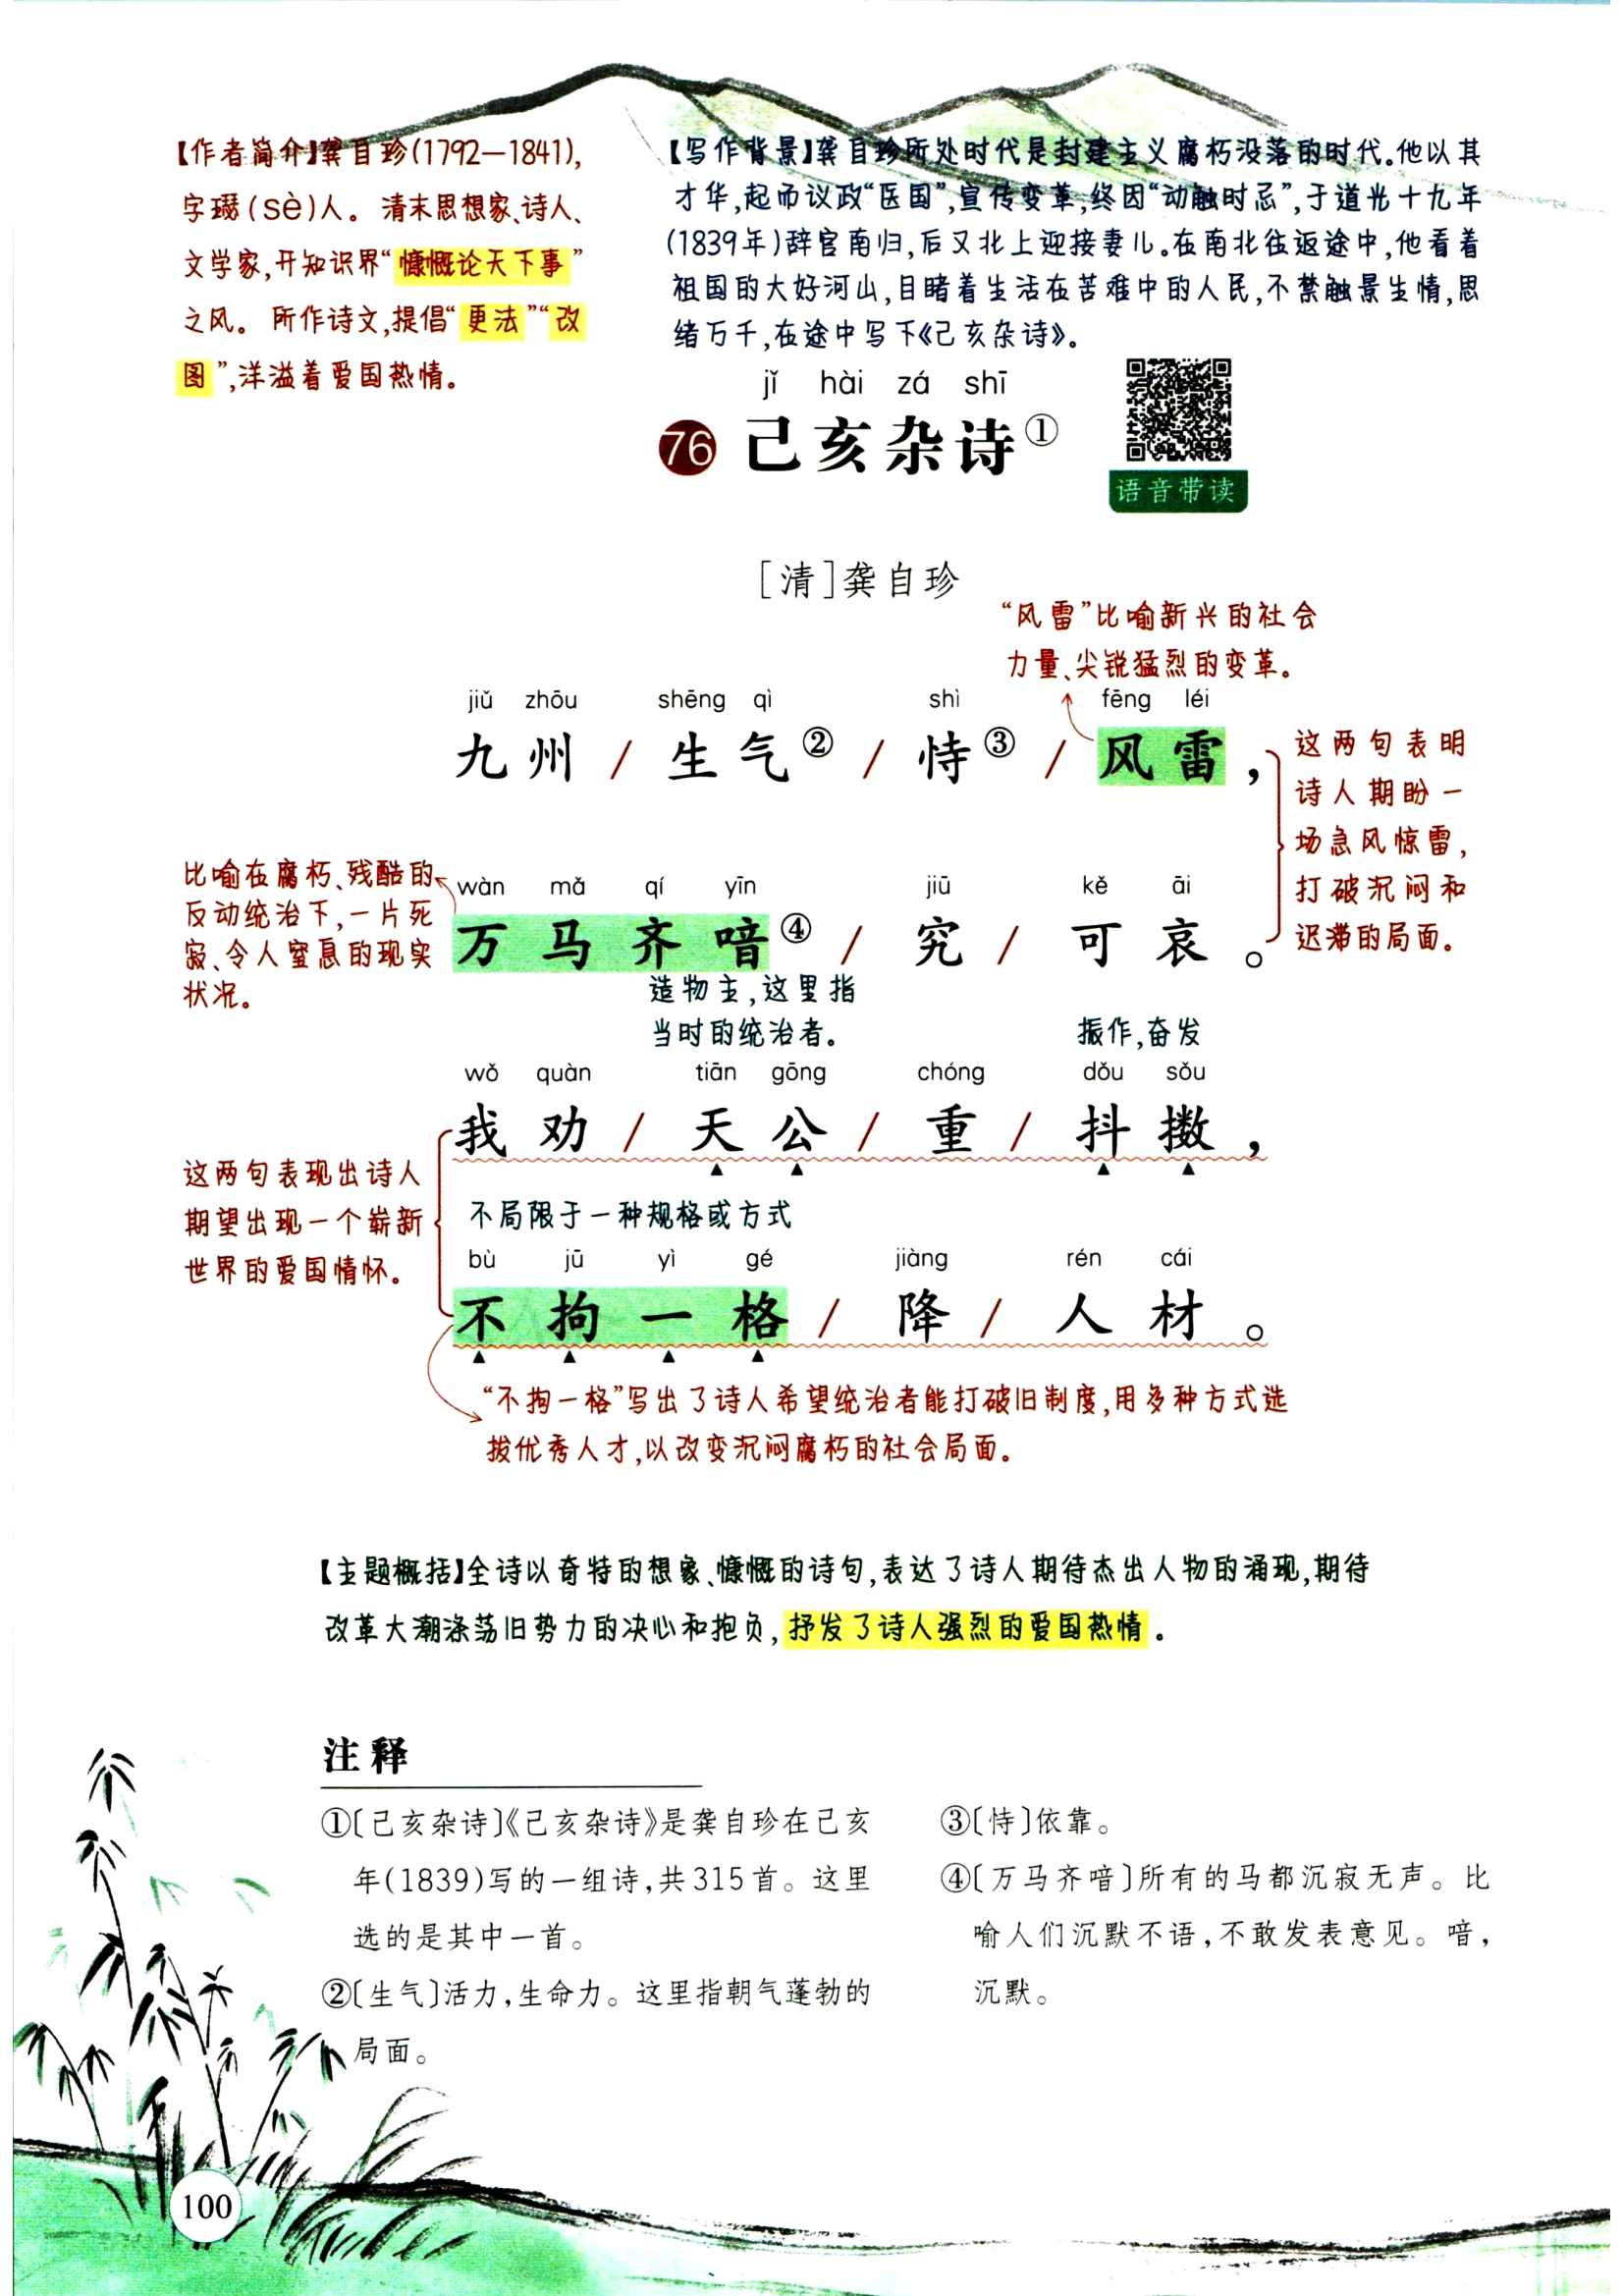 【作者简介】龚自珍(1792—1841),
字璱(sè)人。清末思想家、诗人、
文学家,开知识界“慷慨论天下事”
之风。所作诗文,提倡“更法”“改
图”,洋溢着爱国热情。
【写作背景】龚自珍所处时代是封建主义腐朽没落的时代。他以其
才华,起而议政“医国”,宣传变革,终因“动触时忌”,于道光十九年
(1839年)辞官南归,后又北上迎接妻儿。在南北往返途中,他看着
祖国的大好河山,目睹着生活在苦难中的人民,不禁触景生情,思
绪万千,在途中写下《己亥杂诗》。
jǐ hài zá shī
76 己亥杂诗①
语音带读
[清]龚自珍
“风雷”比喻新兴的社会
力量、尖锐猛烈的变革。
jiǔ zhōu shēng qì shì fēng léi
九州/生气②/恃③/风雷,
这两句表明
诗人期盼一
场急风惊雷,
打破沉闷和
迟滞的局面。
比喻在腐朽、残酷的
反动统治下,一片死
寂、令人窒息的现实
状况。
wàn mǎ qí yīn jiū kě āi
万马齐喑④/究/可哀。
造物主,这里指
当时的统治者。
振作,奋发
wǒ quàn tiān gōng chóng dǒu sǒu
我劝/天公/重/抖擞,
这两句表现出诗人
期望出现一个崭新
世界的爱国情怀。
不局限于一种规格或方式
bù jū yì gé jiàng rén cái
不拘一格/降/人材。
“不拘一格”写出了诗人希望统治者能打破旧制度,用多种方式选
拔优秀人才,以改变沉闷腐朽的社会局面。
【主题概括】全诗以奇特的想象、慷慨的诗句,表达了诗人期待杰出人物的涌现,期待
改革大潮涤荡旧势力的决心和抱负,抒发了诗人强烈的爱国热情。
注释
①〔己亥杂诗〕《己亥杂诗》是龚自珍在己亥
年(1839)写的一组诗,共315首。这里
选的是其中一首。
②〔生气〕活力,生命力。这里指朝气蓬勃的
局面。
③〔恃〕依靠。
④〔万马齐喑〕所有的马都沉寂无声。比
喻人们沉默不语,不敢发表意见。喑,
沉默。
100